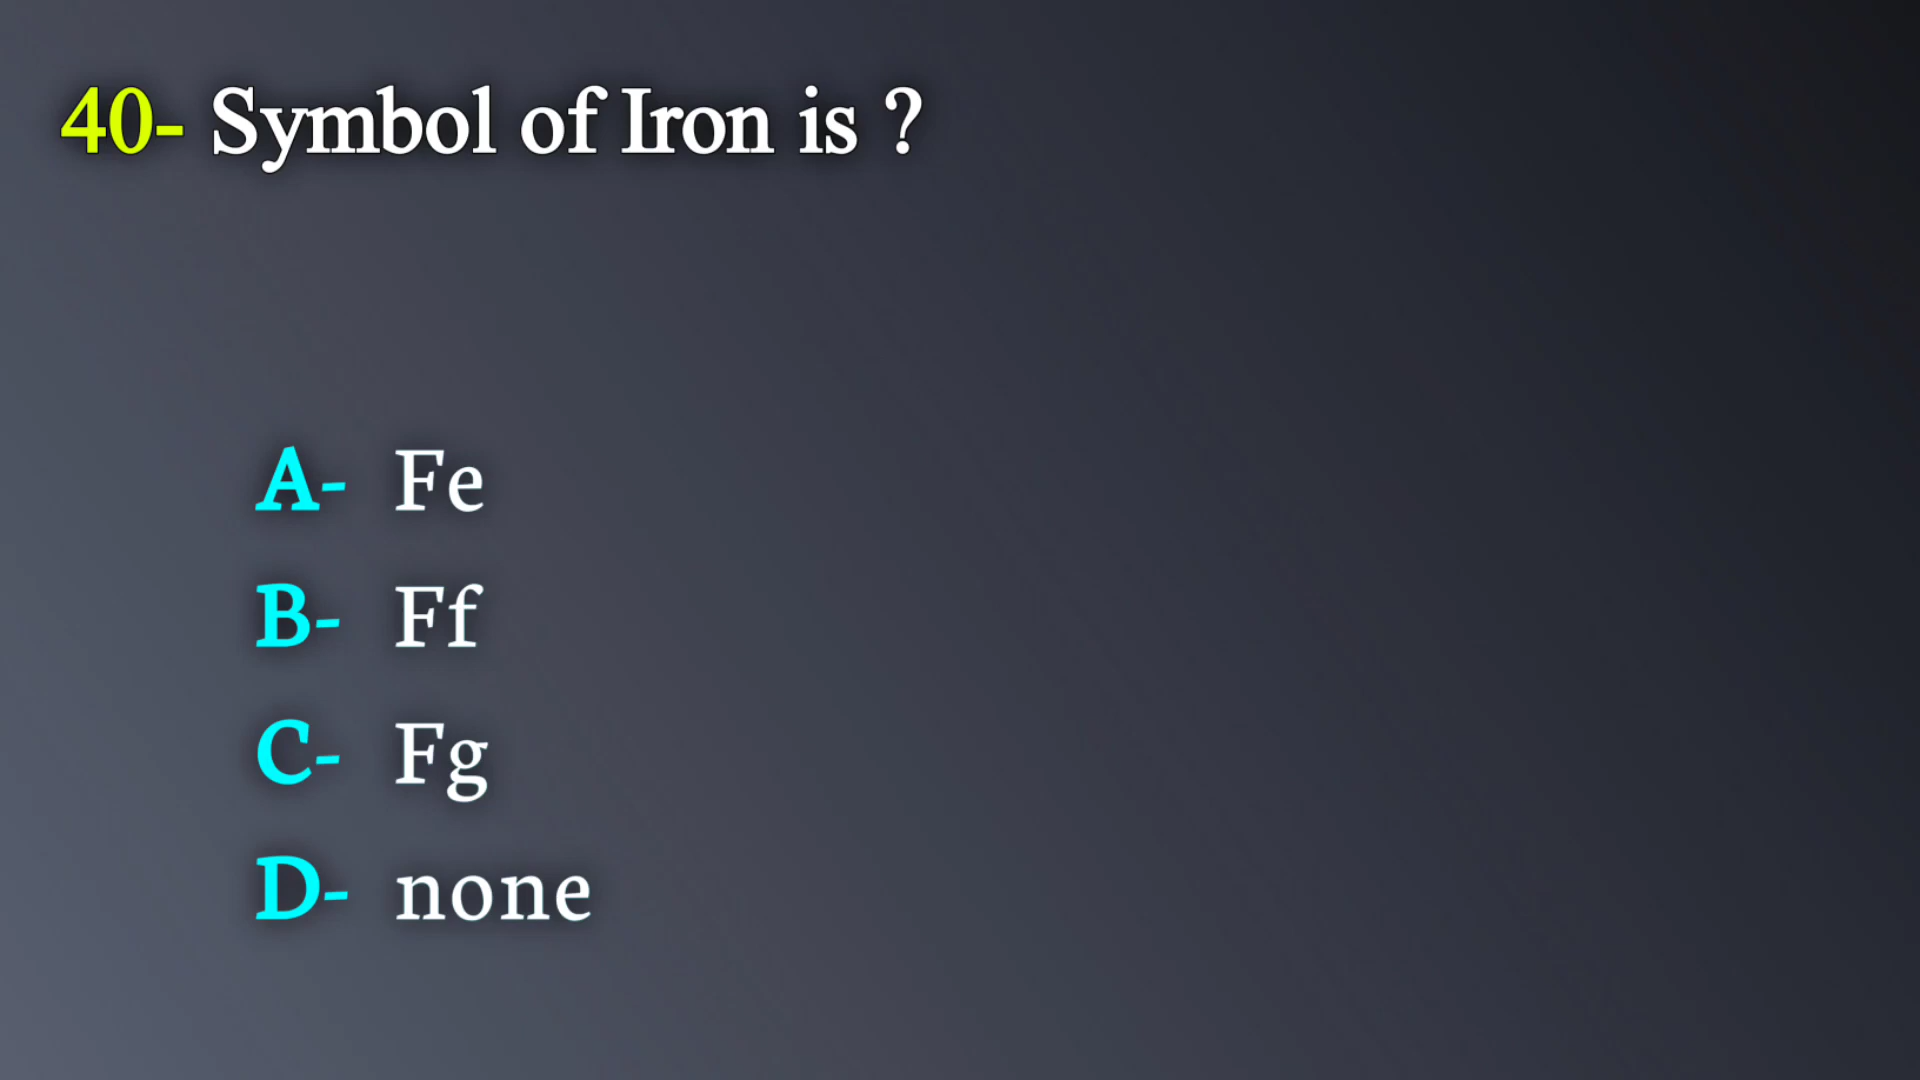 40- Symbol of Iron is ?
A- Fe
B- Ff
C- Fg
D- none